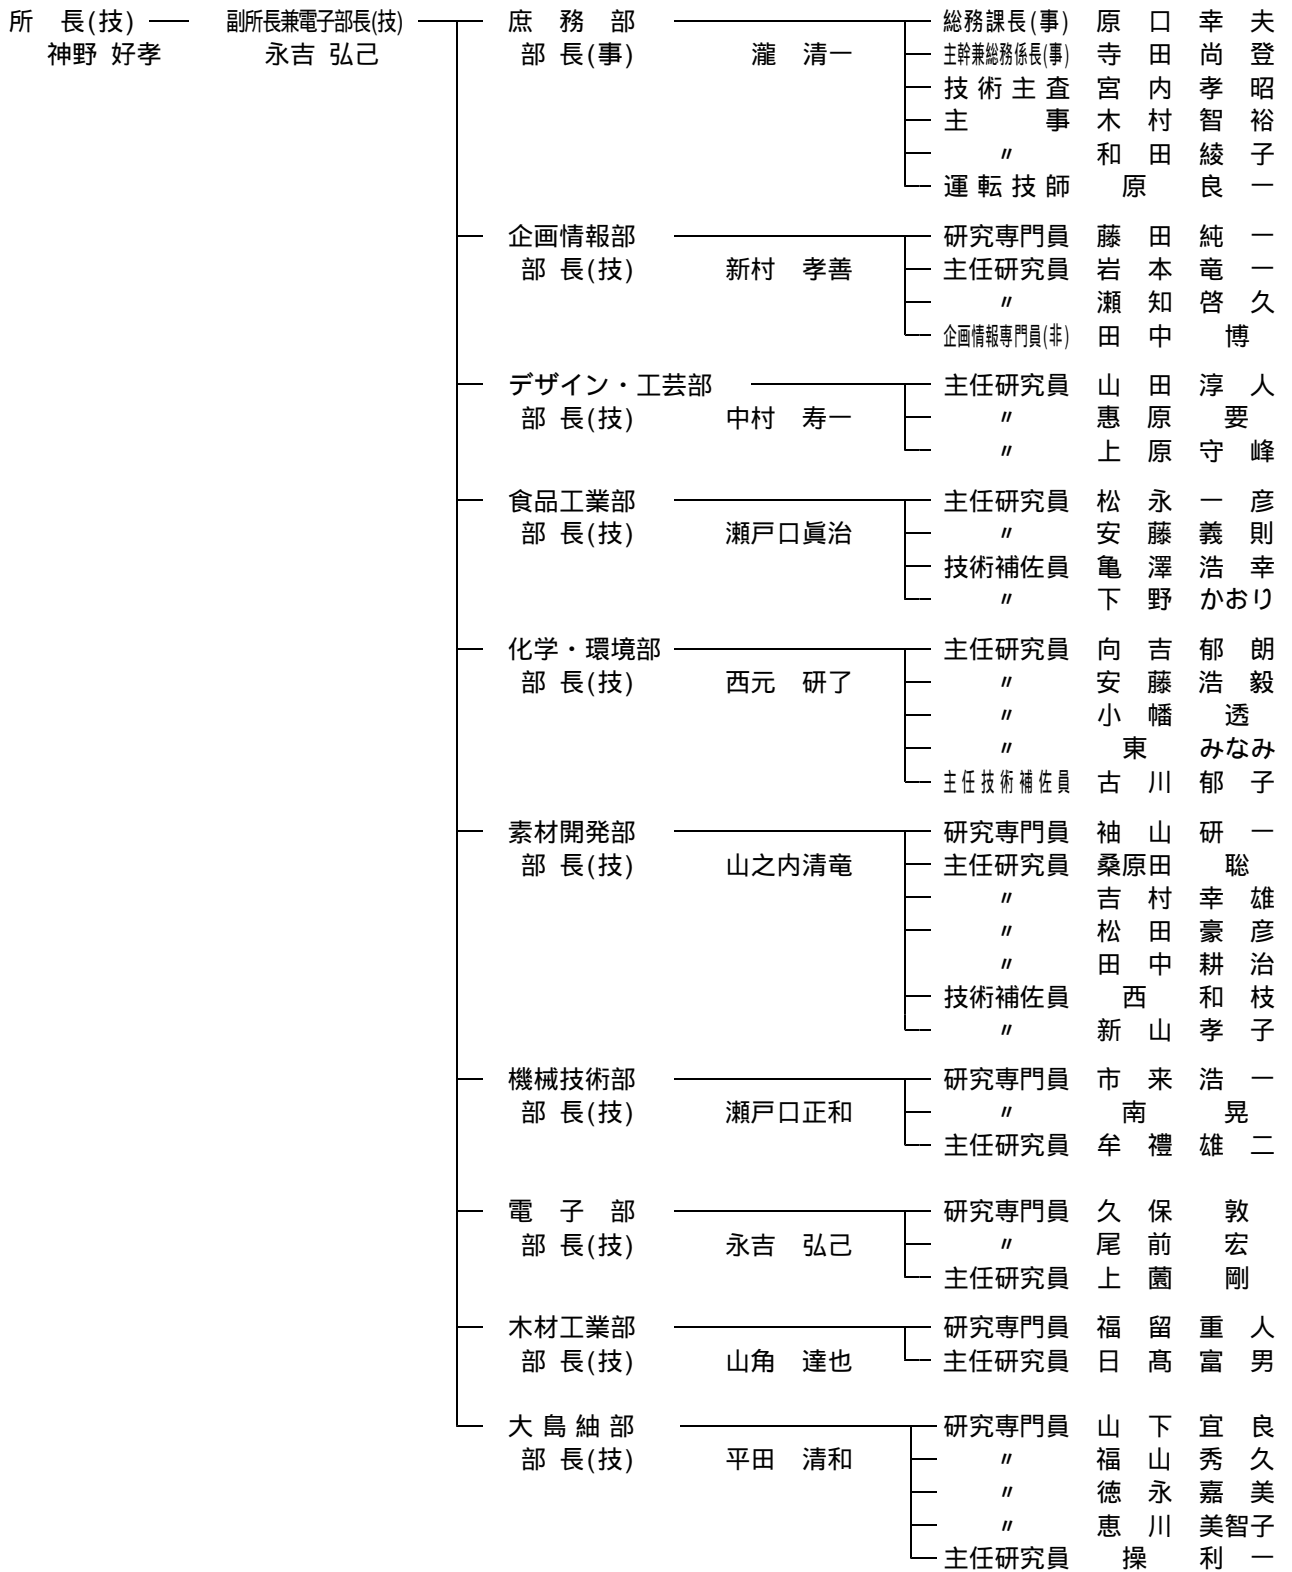 所　長(技)　副所長兼電子部長(技)　庶　務　部　総務課長(事)　原　口　幸　夫
神野　好孝　永吉　弘己　部　長(事)　瀧　清一　主幹兼総務係長(事)　寺　田　尚　登
技術主査　宮　内　孝　昭
主　　事　木　村　智　裕
〃　和　田　綾　子
運転技師　原　　良　一
企画情報部　研究専門員　藤　田　純　一
部　長(技)　新村　孝善　主任研究員　岩　本　竜　一
〃　瀬　知　啓　久
企画情報専門員(非)　田　中　　博
デザイン・工芸部　主任研究員　山　田　淳　人
部　長(技)　中村　寿一　〃　惠　原　　要
〃　上　原　守　峰
食品工業部　主任研究員　松　永　一　彦
部　長(技)　瀬戸口眞治　〃　安　藤　義　則
技術補佐員　亀　澤　浩　幸
〃　下　野　かおり
化学・環境部　主任研究員　向　吉　郁　朗
部　長(技)　西元　研了　〃　安　藤　浩　毅
〃　小　幡　　透
〃　東　　みなみ
主任技術補佐員　古　川　郁　子
素材開発部　研究専門員　袖　山　研　一
部　長(技)　山之内清竜　主任研究員　桑原田　　聡
〃　吉　村　幸　雄
〃　松　田　豪　彦
〃　田　中　耕　治
技術補佐員　西　　和　枝
〃　新　山　孝　子
機械技術部　研究専門員　市　来　浩　一
部　長(技)　瀬戸口正和　〃　南　　　晃
主任研究員　牟　禮　雄　二
電　子　部　研究専門員　久　保　　敦
部　長(技)　永吉　弘己　〃　尾　前　　宏
主任研究員　上　薗　　剛
木材工業部　研究専門員　福　留　重　人
部　長(技)　山角　達也　主任研究員　日　髙　富　男
大島紬部　研究専門員　山　下　宜　良
部　長(技)　平田　清和　〃　福　山　秀　久
〃　徳　永　嘉　美
〃　恵　川　美智子
主任研究員　操　　利　一